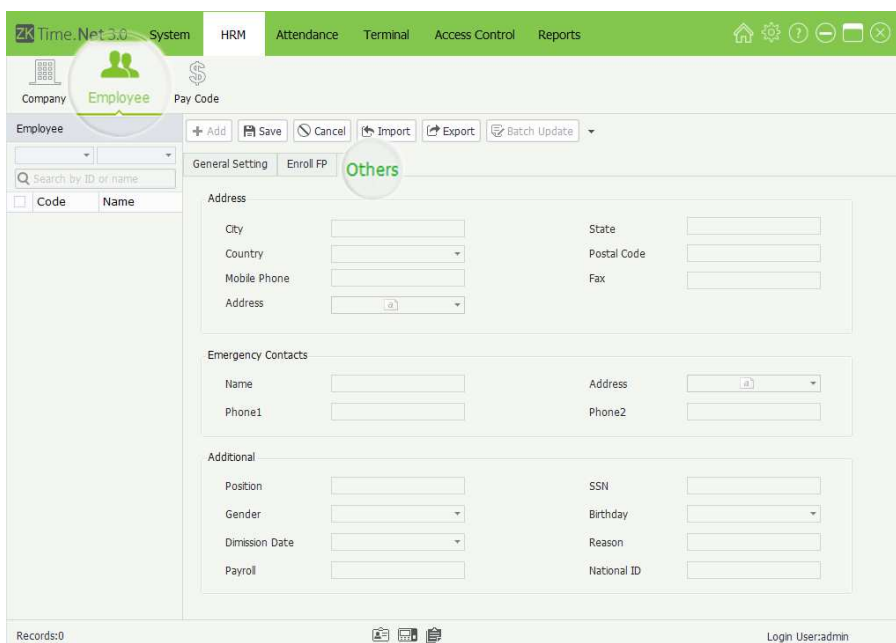 ZK Time.Net 3.0 System HRM Attendance Terminal Access Control Reports
Company Employee Pay Code
Employee Add Save Cancel Import Export Batch Update
Search by ID or name General Setting Enroll FP Others
Code Name
Address
City State
Country Postal Code
Mobile Phone Fax
Address a
Emergency Contacts
Name Address a
Phone1 Phone2
Additional
Position SSN
Gender Birthday
Dimission Date Reason
Payroll National ID
Records:0 Login User:admin